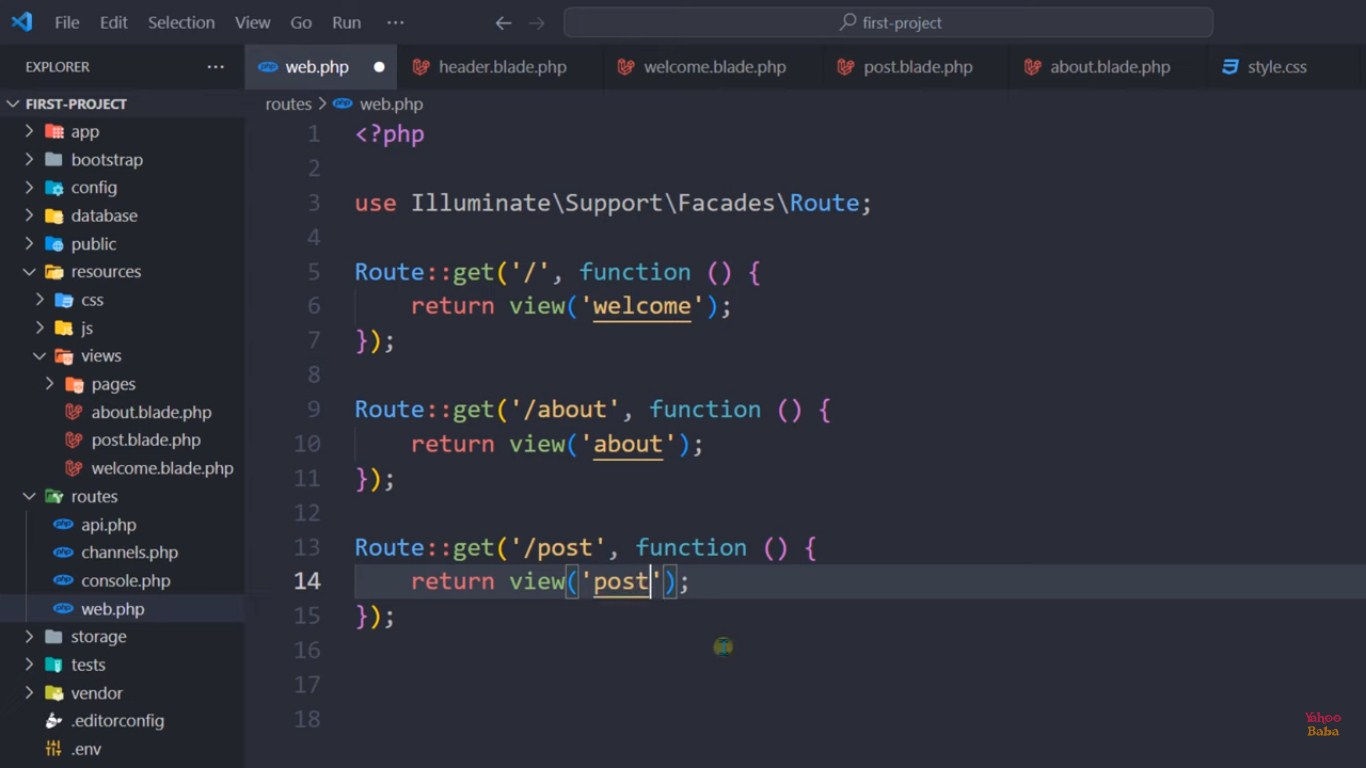 File Edit Selection View Go Run ···
first-project
EXPLORER ···
web.php header.blade.php welcome.blade.php post.blade.php about.blade.php style.css
FIRST-PROJECT
app
bootstrap
config
database
public
resources
css
js
views
pages
about.blade.php
post.blade.php
welcome.blade.php
routes
api.php
channels.php
console.php
web.php
storage
tests
vendor
.editorconfig
.env
routes > web.php
1 <?php
2
3 use Illuminate\Support\Facades\Route;
4
5 Route::get('/', function () {
6     return view('welcome');
7 });
8
9 Route::get('/about', function () {
10     return view('about');
11 });
12
13 Route::get('/post', function () {
14     return view('post');
15 });
16
17
18
Yahoo
Baba